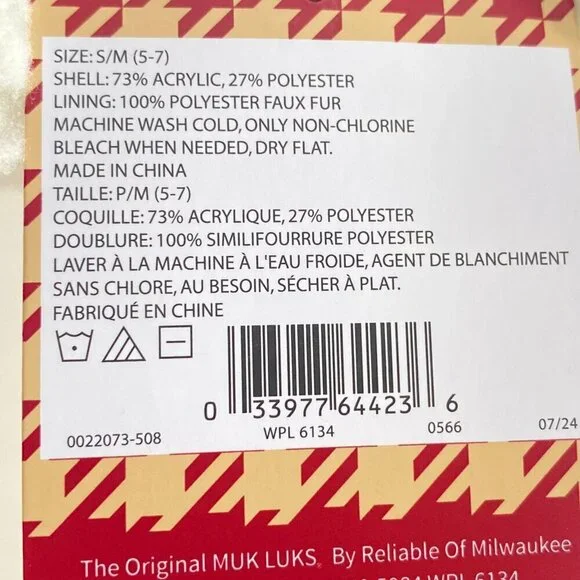 SIZE: S/M (5-7)
SHELL: 73% ACRYLIC, 27% POLYESTER
LINING: 100% POLYESTER FAUX FUR
MACHINE WASH COLD, ONLY NON-CHLORINE
BLEACH WHEN NEEDED, DRY FLAT.
MADE IN CHINA
TAILLE: P/M (5-7)
COQUILLE: 73% ACRYLIQUE, 27% POLYESTER
DOUBLURE: 100% SIMILIFOURRURE POLYESTER
LAVER À LA MACHINE À L'EAU FROIDE, AGENT DE BLANCHIMENT
SANS CHLORE, AU BESOIN, SÉCHER À PLAT.
FABRIQUÉ EN CHINE
0 33977 64423 6
0022073-508 WPL 6134 0566 07/24
The Original MUK LUKS® By Reliable Of Milwaukee
WPL 6134